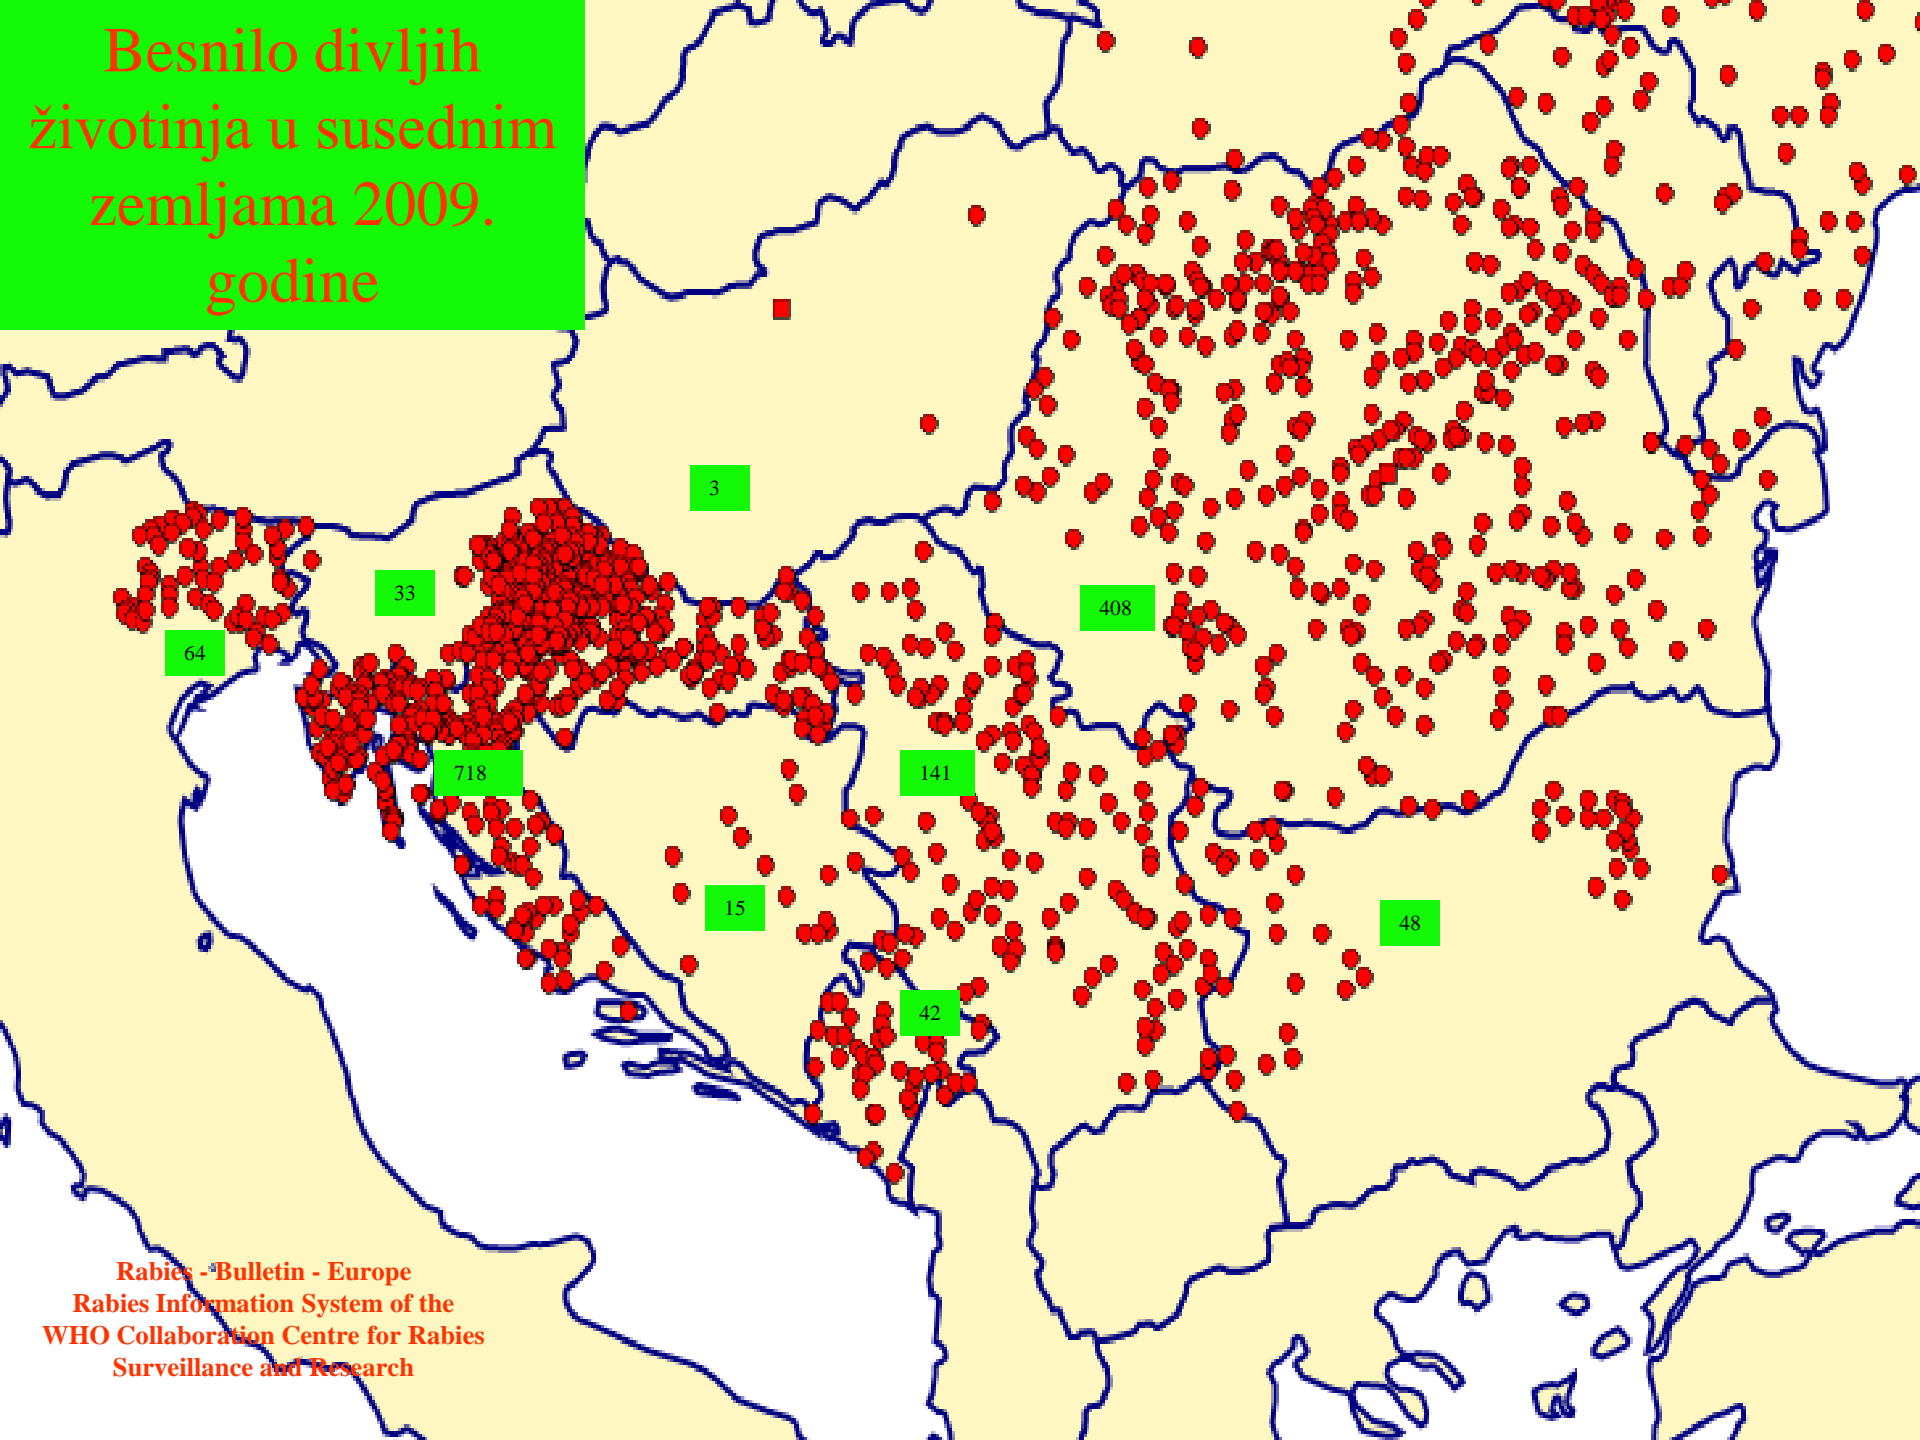 Besnilo divljih
životinja u susednim
zemljama 2009.
godine
3
33
408
64
718
141
15
48
42
Rabies - Bulletin - Europe
Rabies Information System of the
WHO Collaboration Centre for Rabies
Surveillance and Research